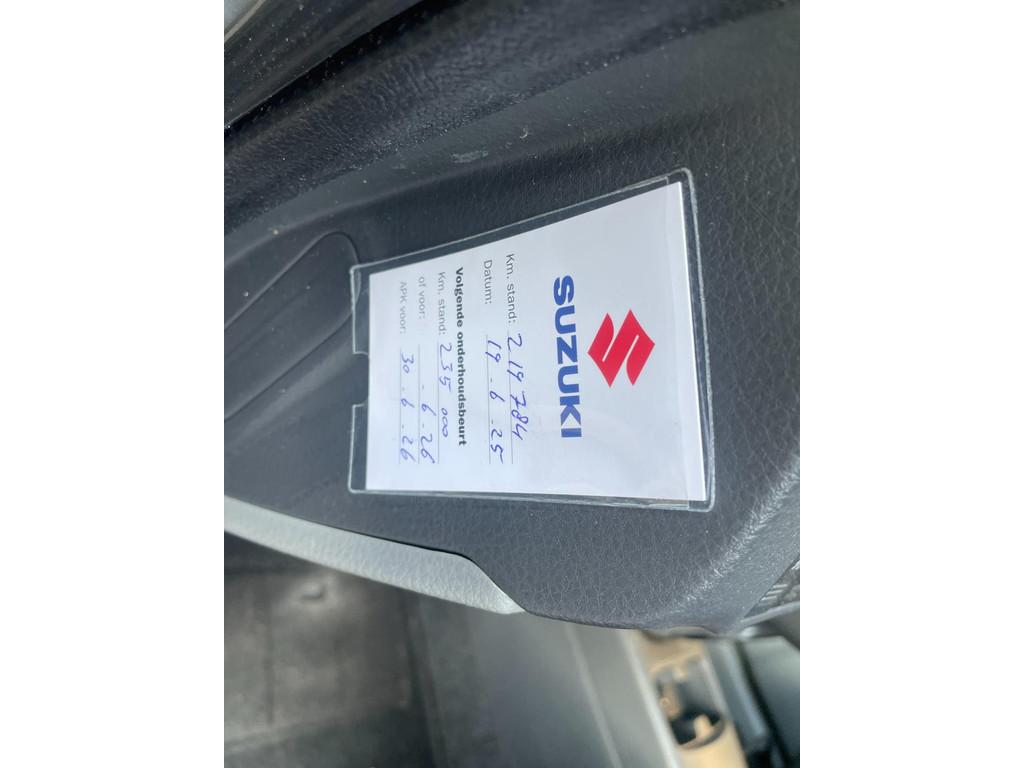 SUZUKI
Km. stand: 219 784
Datum: 19 - 6 - 25
Volgende onderhoudsbeurt
Km. stand: 235 000
of voor: - 6 - 26
APK voor: 30 - 6 - 26